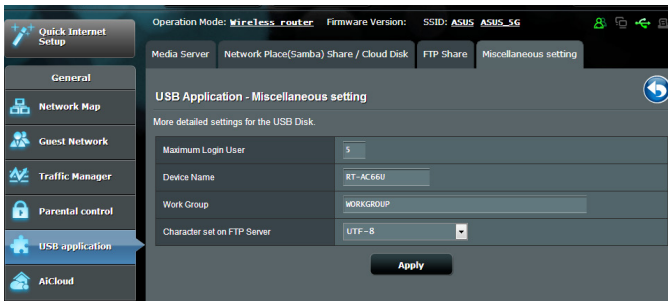 Quick Internet
Setup
Operation Mode: Wireless router Firmware Version: SSID: ASUS ASUS_5G
Media Server Network Place(Samba) Share / Cloud Disk FTP Share Miscellaneous setting
General
Network Map
Guest Network
Traffic Manager
Parental control
USB application
AiCloud
USB Application - Miscellaneous setting
More detailed settings for the USB Disk.
Maximum Login User 5
Device Name RT-AC66U
Work Group WORKGROUP
Character set on FTP Server UTF-8
Apply